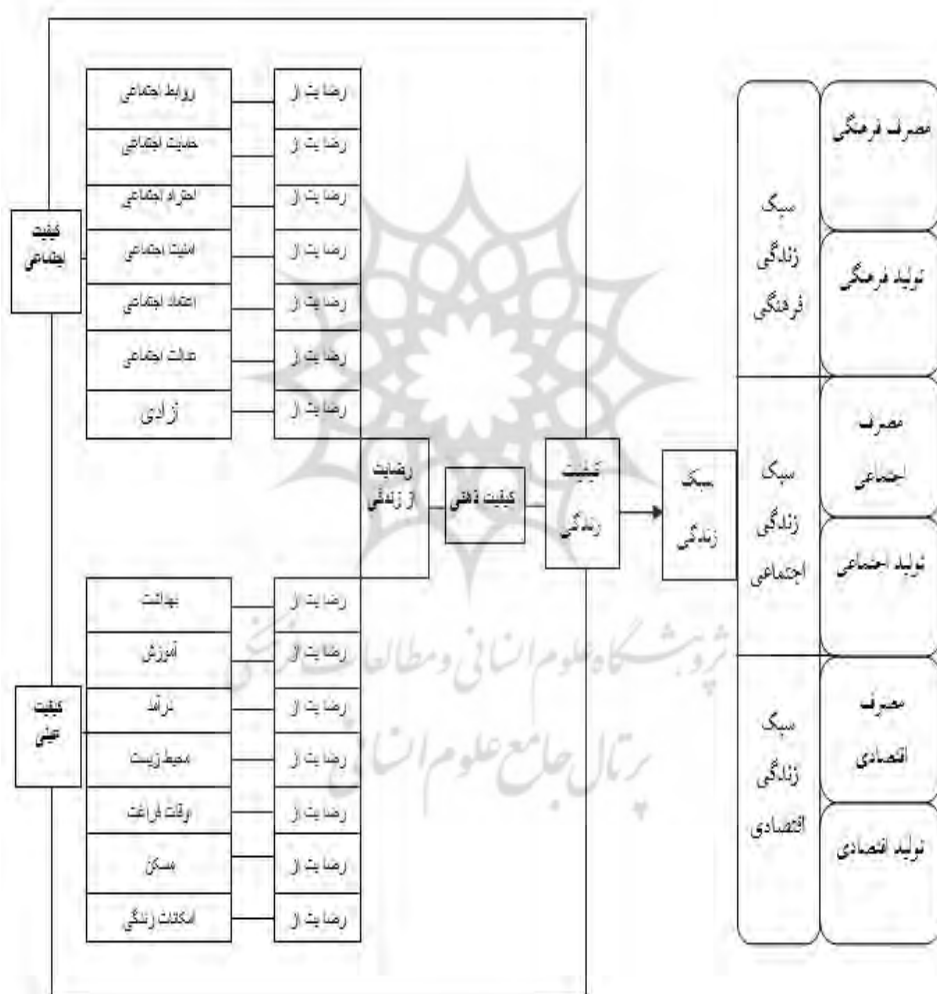 مصرف فرهنگی
تولید فرهنگی
مصرف
اجتماعی
تولید اجتماعی
مصرف
اقتصادی
تولید اقتصادی
سبک
زندگی
فرهنگی
سبک
زندگی
اجتماعی
سبک
زندگی
اقتصادی
سبک
زندگی
کیفیت
زندگی
کیفیت ذهنی
رضایت
از زندگی
رضایت از
روابط اجتماعی
رضایت از
حمایت اجتماعی
رضایت از
احترام اجتماعی
رضایت از
امنیت اجتماعی
رضایت از
اعتماد اجتماعی
رضایت از
عدالت اجتماعی
رضایت از
آزادی
کیفیت
اجتماعی
رضایت از
بهداشت
رضایت از
آموزش
رضایت از
درآمد
رضایت از
محیط زیست
رضایت از
اوقات فراغت
رضایت از
مسکن
رضایت از
امکانات زندگی
کیفیت
عینی
پژوهشگاه علوم انسانی و مطالعات فرهنگی
پرتال جامع علوم انسانی